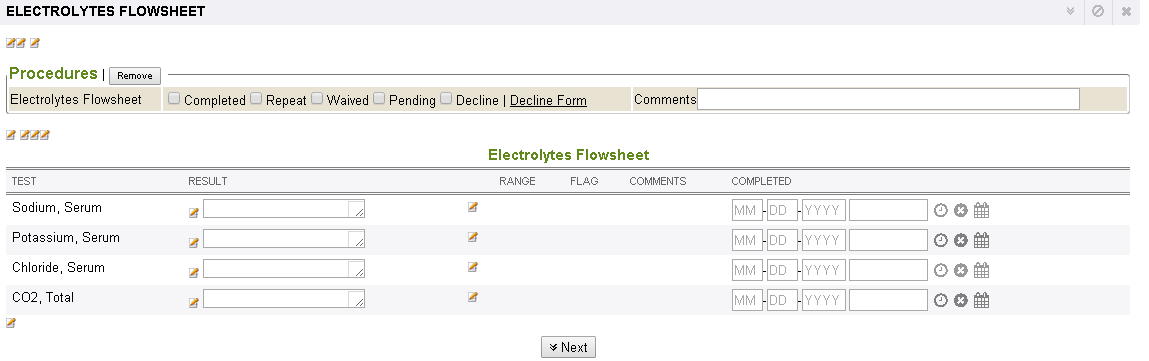 ELECTROLYTES FLOWSHEET
Procedures | Remove
Electrolytes Flowsheet Completed Repeat Waived Pending Decline | Decline Form Comments
Electrolytes Flowsheet
TEST RESULT RANGE FLAG COMMENTS COMPLETED
Sodium, Serum MM - DD - YYYY
Potassium, Serum MM - DD - YYYY
Chloride, Serum MM - DD - YYYY
CO2, Total MM - DD - YYYY
Next